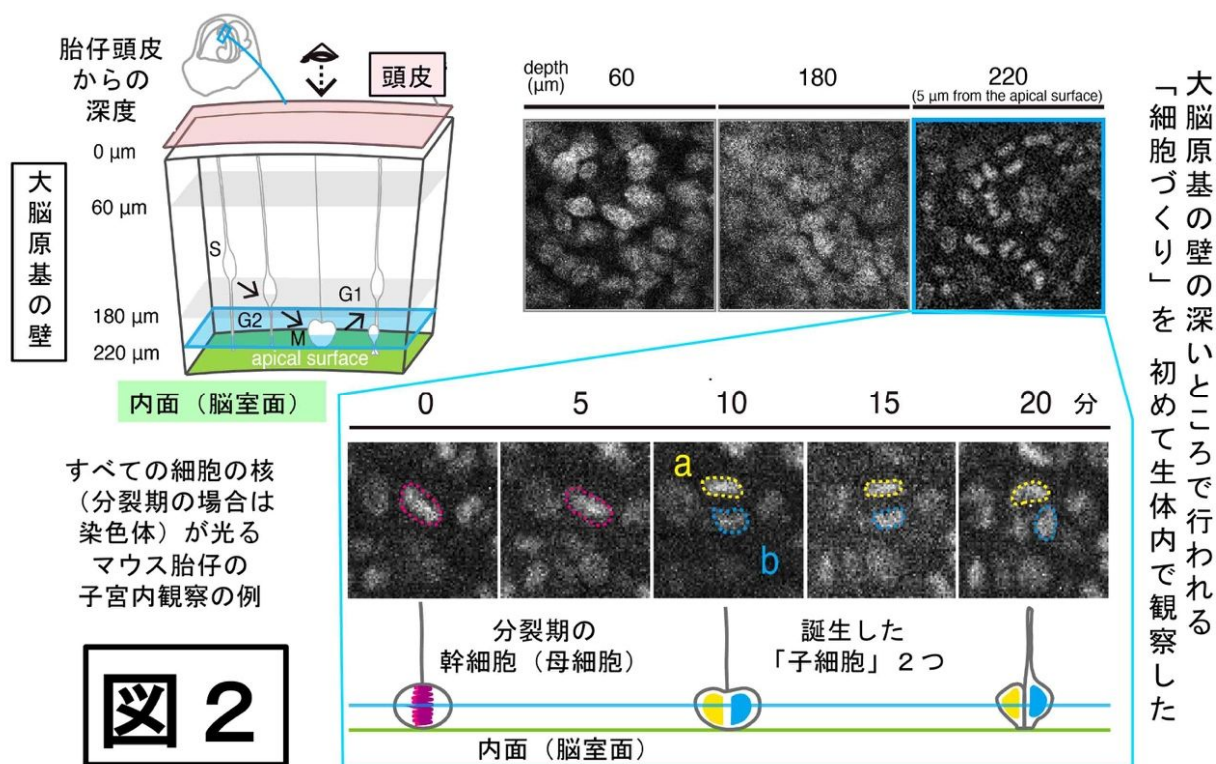 胎仔頭皮
からの
深度
頭皮
0 μm
60 μm
180 μm
220 μm
大脳原基の壁
S
G2
M
G1
apical surface
内面（脳室面）
depth
(μm)
60
180
220
(5 μm from the apical surface)
大脳原基の壁の深いところで行われる
「細胞づくり」を 初めて生体内で観察した
すべての細胞の核
（分裂期の場合は
染色体）が光る
マウス胎仔の
子宮内観察の例
図２
0 5 10 15 20 分
a
b
分裂期の
幹細胞（母細胞）
誕生した
「子細胞」２つ
内面（脳室面）